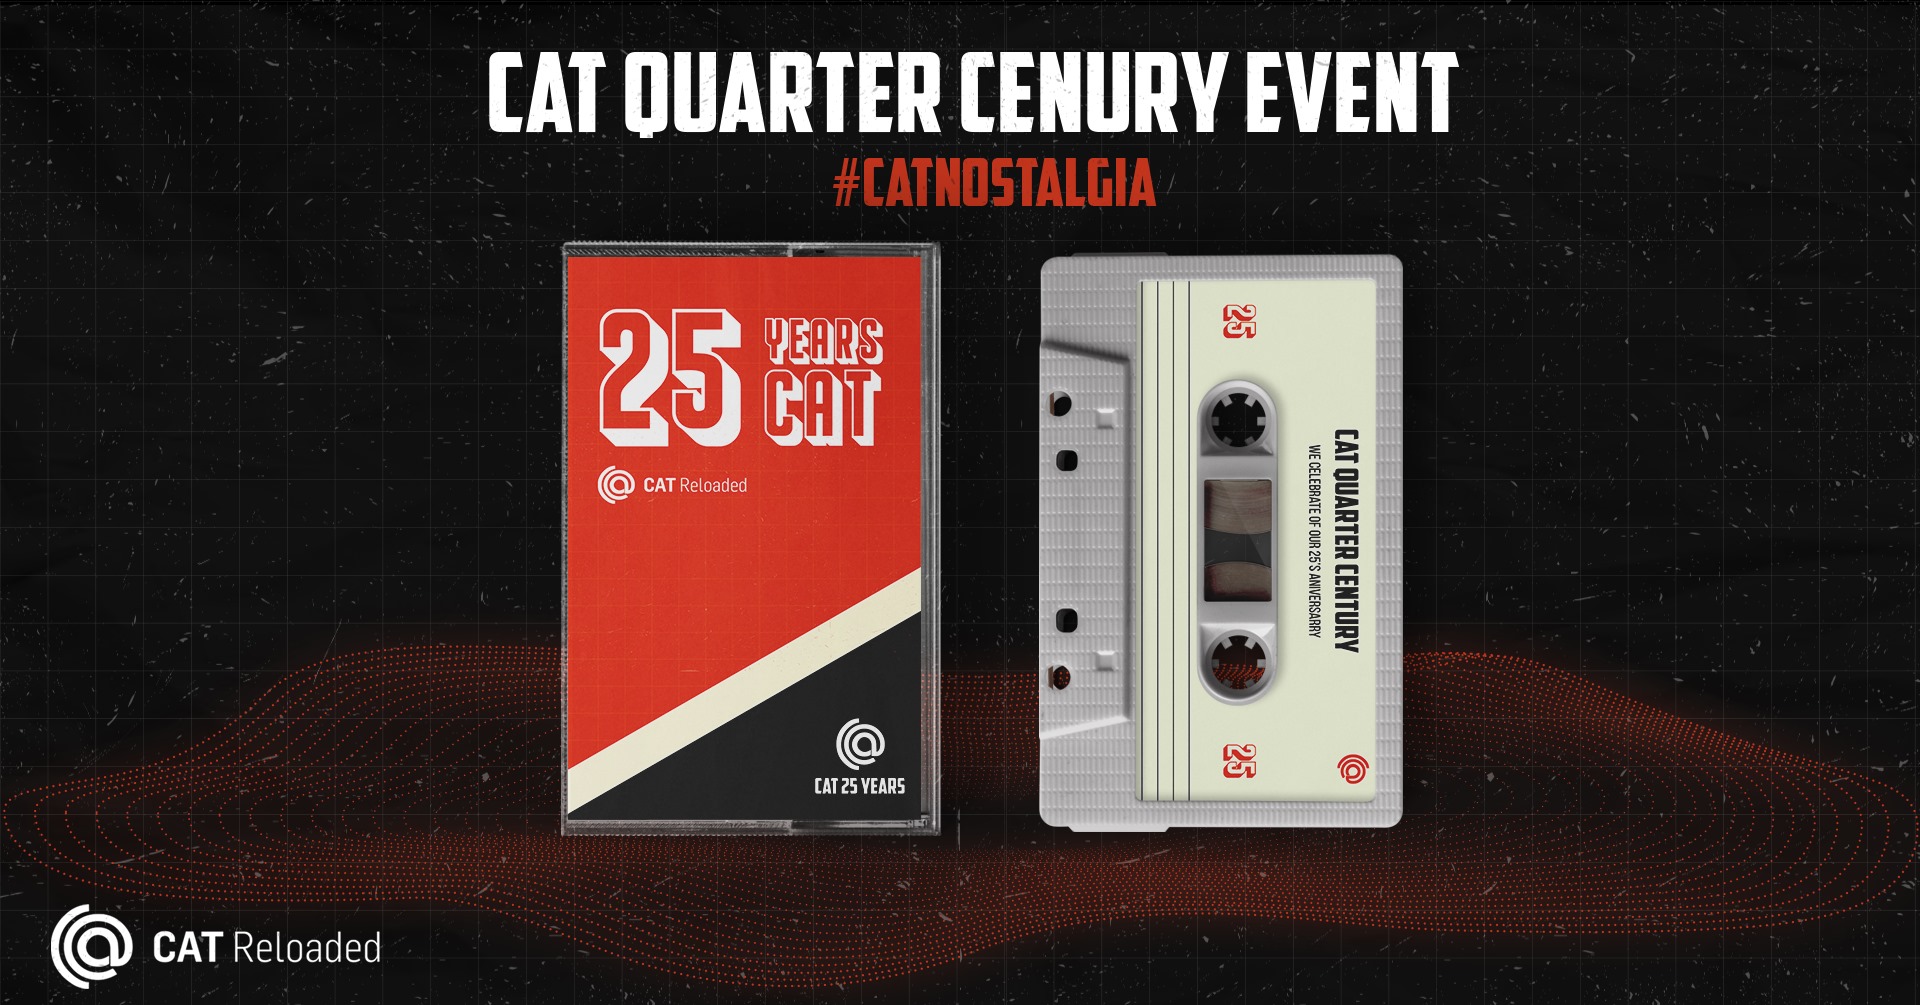 CAT QUARTER CENURY EVENT
#CATNOSTALGIA
25 YEARS
CAT
CAT Reloaded
CAT 25 YEARS
25
CAT QUARTER CENTURY
WE CELEBRATE OF OUR 25'S ANIVERSARRY
25
CAT Reloaded